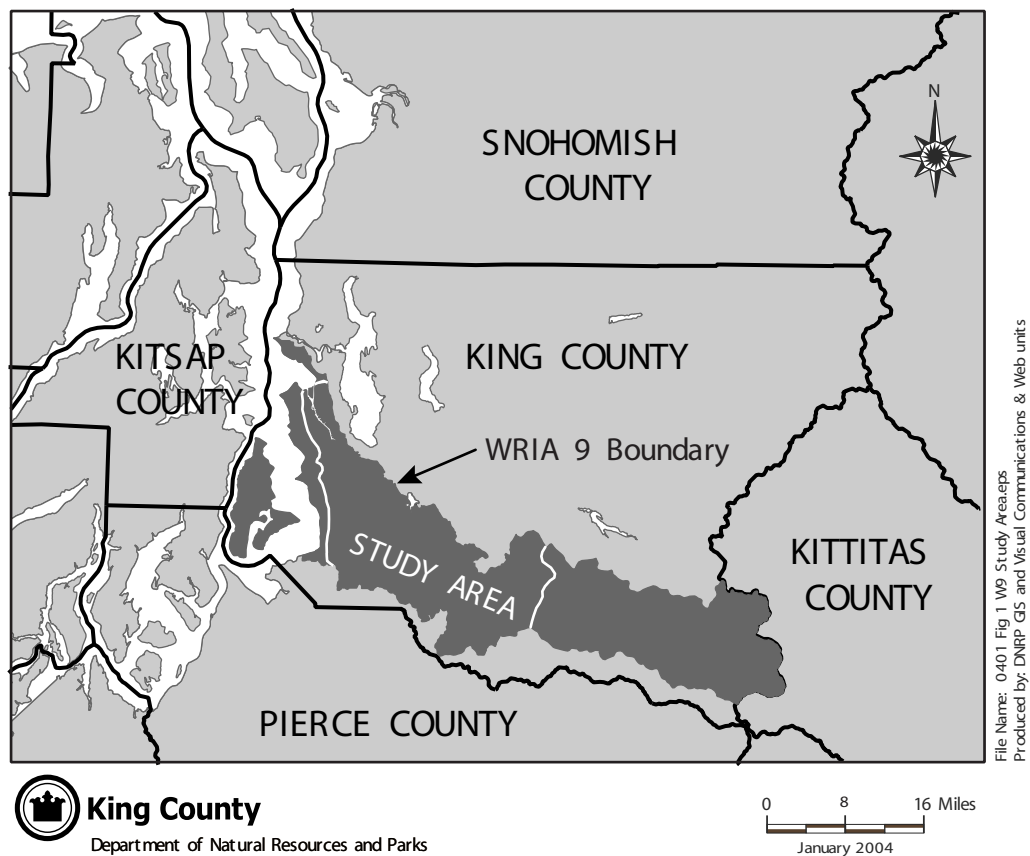 N
SNOHOMISH
COUNTY
KITSAP
COUNTY
KING COUNTY
WRIA 9 Boundary
STUDY AREA
KITTITAS
COUNTY
PIERCE COUNTY
File Name: 0401 Fig 1 W9 Study Area.eps
Produced by: DNRP GIS and Visual Communications & Web units
King County
Department of Natural Resources and Parks
0 8 16 Miles
January 2004